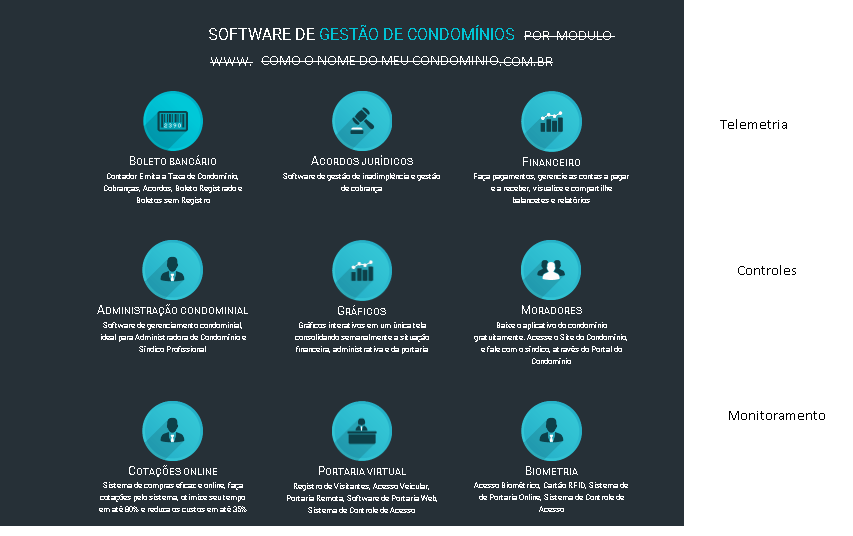 SOFTWARE DE GESTÃO DE CONDOMÍNIOS POR MODULO
WWW. COMO O NOME DO MEU CONDOMINIO.COM.BR
2390
BOLETO BANCÁRIO
Contador Emita a Taxa de Condomínio,
Cobranças, Acordos, Boleto Registrado e
Boletos sem Registro
ACORDOS JURÍDICOS
Software de gestão de inadimplência e gestão
de cobrança
FINANCEIRO
Faça pagamentos, gerencie as contas a pagar
e a receber, visualize e compartilhe
balancetes e relatórios
Telemetria
ADMINISTRAÇÃO CONDOMINIAL
Software de gerenciamento condominial,
ideal para Administradora de Condomínio e
Síndico Profissional
GRÁFICOS
Gráficos interativos em um única tela
consolidando semanalmente a situação
financeira, administrativa e da portaria
MORADORES
Baixe o aplicativo do condomínio
gratuitamente. Acesse o Site do Condomínio,
e fale com o síndico, através do Portal do
Condomínio
Controles
COTAÇÕES ONLINE
Sistema de compras eficaz e online, faça
cotações pelo sistema, otimize seu tempo
em até 80% e reduza os custos em até 35%
PORTARIA VIRTUAL
Registro de Visitantes, Acesso Veicular,
Portaria Remota, Software de Portaria Web,
Sistema de Controle de Acesso
BIOMETRIA
Acesso Biométrico, Cartão RFID, Sistema de
de Portaria Online, Sistema de Controle de
Acesso
Monitoramento